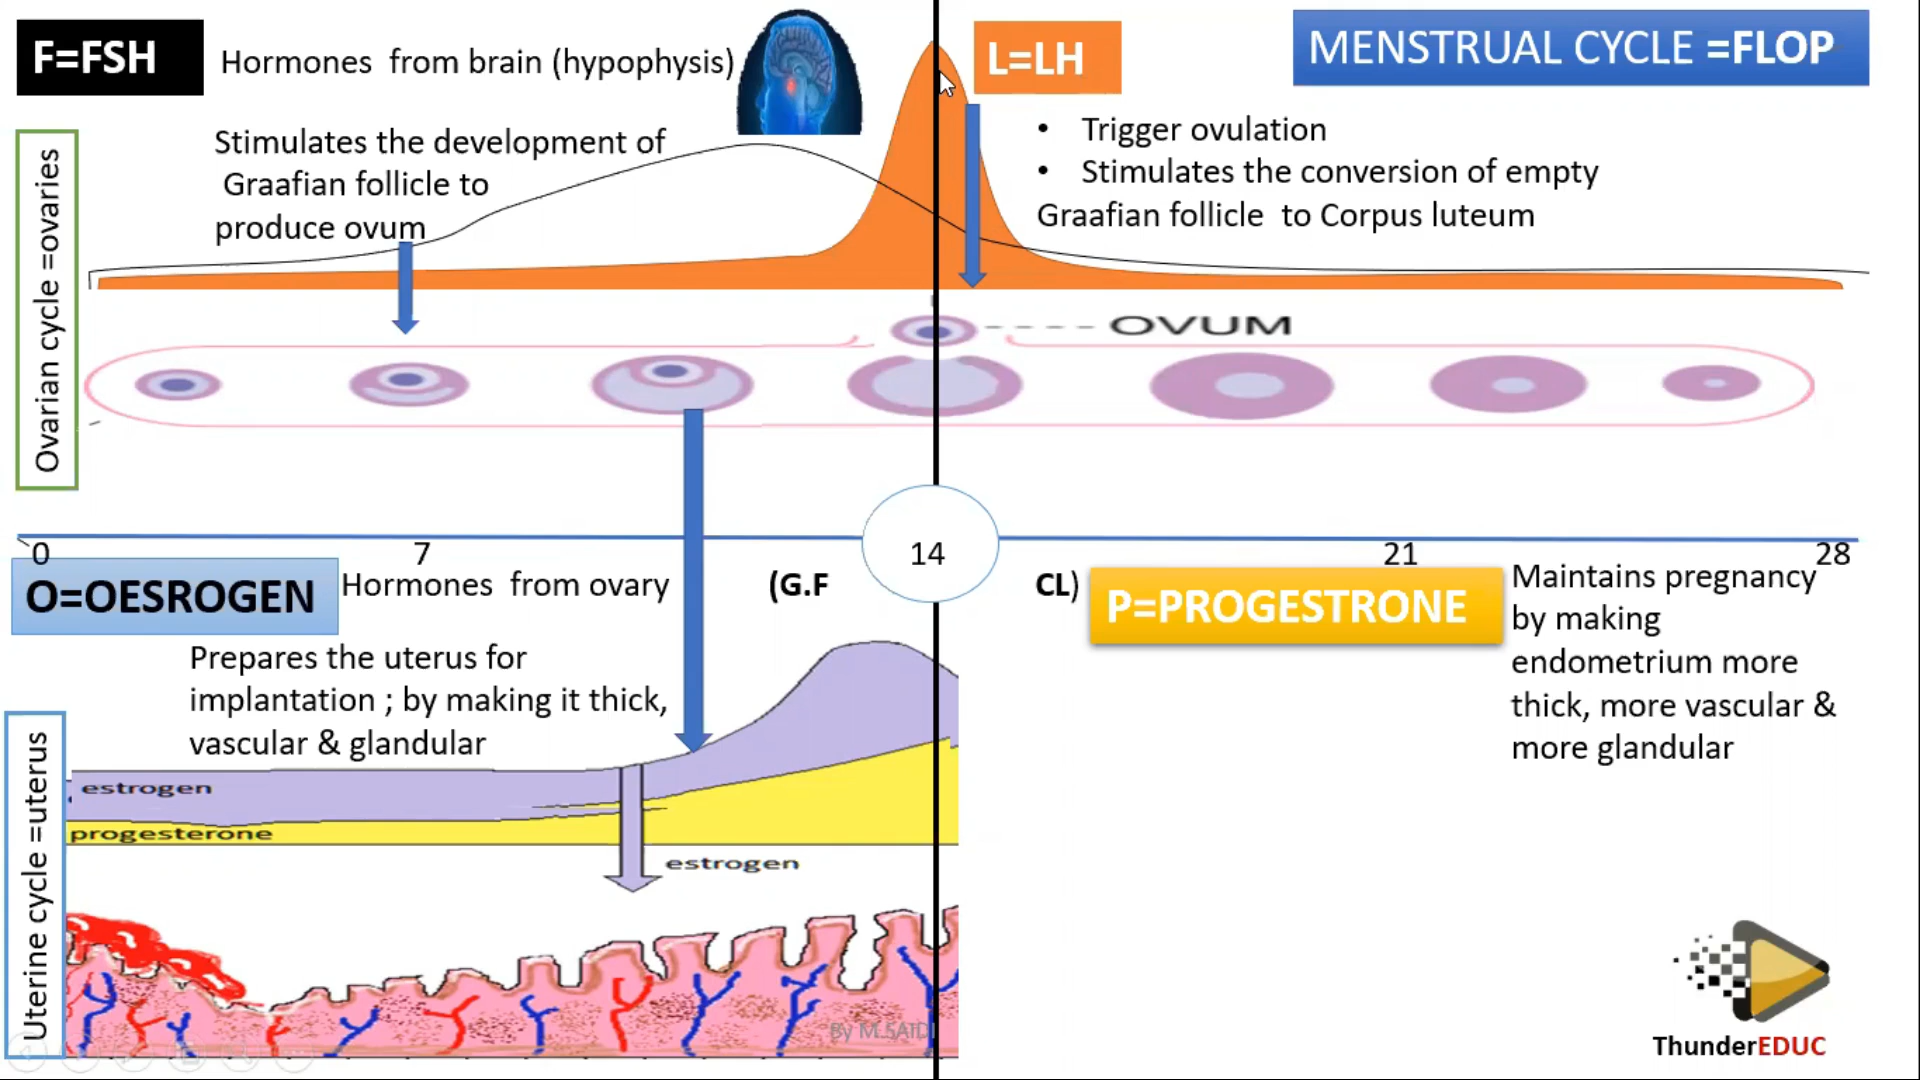 F=FSH
Hormones from brain (hypophysis)
L=LH
MENSTRUAL CYCLE =FLOP
Stimulates the development of
Graafian follicle to
produce ovum
• Trigger ovulation
• Stimulates the conversion of empty
Graafian follicle to Corpus luteum
Ovarian cycle =ovaries
OVUM
0
7
14
21
28
O=OESROGEN
Hormones from ovary
(G.F
CL)
P=PROGESTRONE
Maintains pregnancy
by making
endometrium more
thick, more vascular &
more glandular
Prepares the uterus for
implantation ; by making it thick,
vascular & glandular
Uterine cycle =uterus
estrogen
progesterone
estrogen
By M.SAID
ThunderEDUC